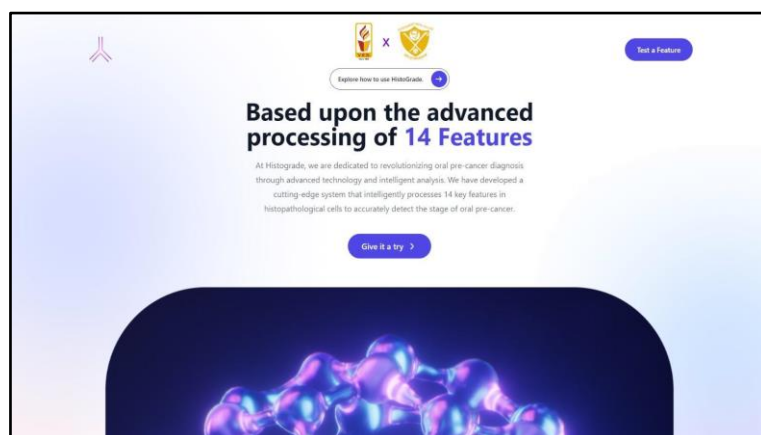 X
Test a Feature
Explore how to use HistoGrade.
Based upon the advanced
processing of 14 Features
At Histograde, we are dedicated to revolutionizing oral pre-cancer diagnosis
through advanced technology and intelligent analysis. We have developed a
cutting-edge system that intelligently processes 14 key features in
histopathological cells to accurately detect the stage of oral pre-cancer.
Give it a try